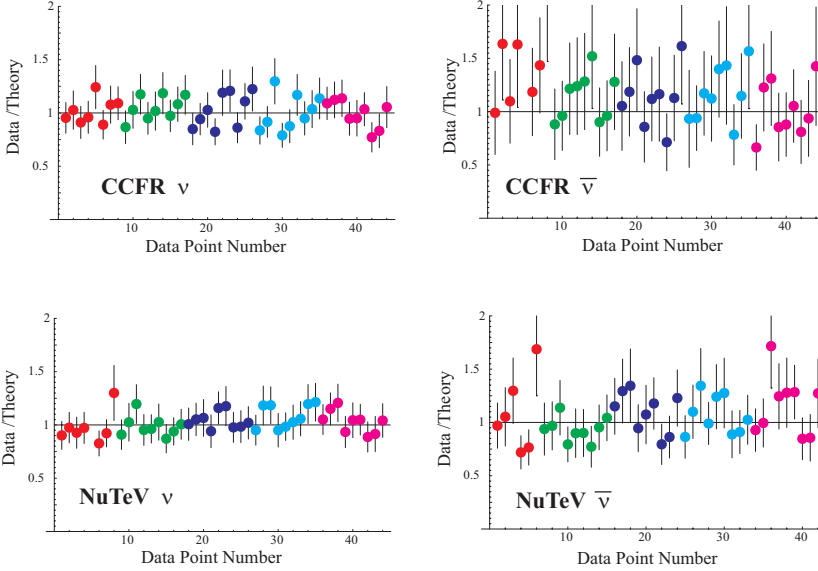 2
1.5
1
0.5
Data /Theory
CCFR ν
10 20 30 40
Data Point Number
2
1.5
1
0.5
Data /Theory
CCFR ν̅
10 20 30 40
Data Point Number
2
1.5
1
0.5
Data /Theory
NuTeV ν
10 20 30 40
Data Point Number
2
1.5
1
0.5
Data /Theory
NuTeV ν̅
10 20 30 40
Data Point Number